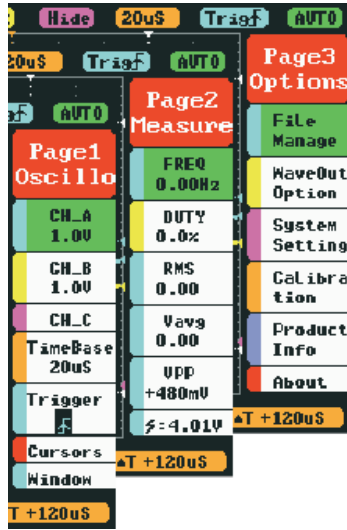 Hide 20uS Trig AUTO
20uS Trig AUTO
AUTO
Page1
Oscillo
CH_A
1.0V
CH_B
1.0V
CH_C
TimeBase
20uS
Trigger
Cursors
Window
T +120uS
Page2
Measure
FREQ
0.00Hz
DUTY
0.0%
RMS
0.00
Vavg
0.00
VPP
+480mV
⚡=4.01V
▲T +120uS
Page3
Options
File
Manage
WaveOut
Option
System
Setting
Calibra
tion
Product
Info
About
▲T +120uS